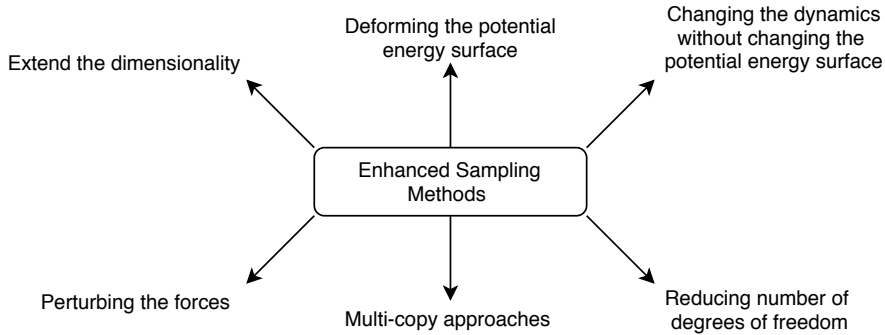 Extend the dimensionality
Deforming the potential
energy surface
Changing the dynamics
without changing the
potential energy surface
Enhanced Sampling
Methods
Perturbing the forces
Multi-copy approaches
Reducing number of
degrees of freedom